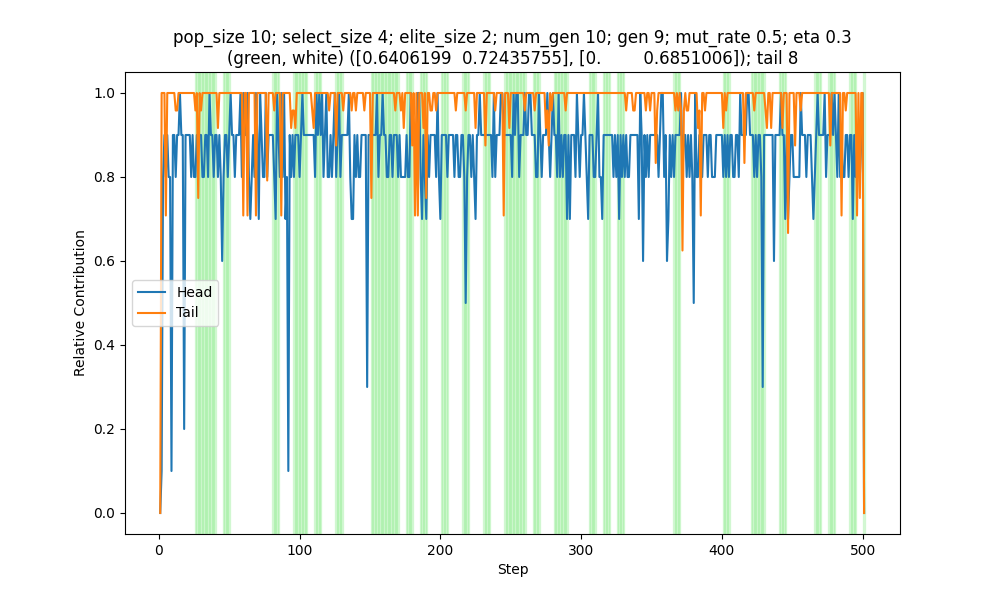 pop_size 10; select_size 4; elite_size 2; num_gen 10; gen 9; mut_rate 0.5; eta 0.3
(green, white) ([0.6406199 0.72435755], [0. 0.6851006]); tail 8
1.0
0.8
0.6
0.4
0.2
0.0
Relative Contribution
Head
Tail
0
100
200
300
400
500
Step